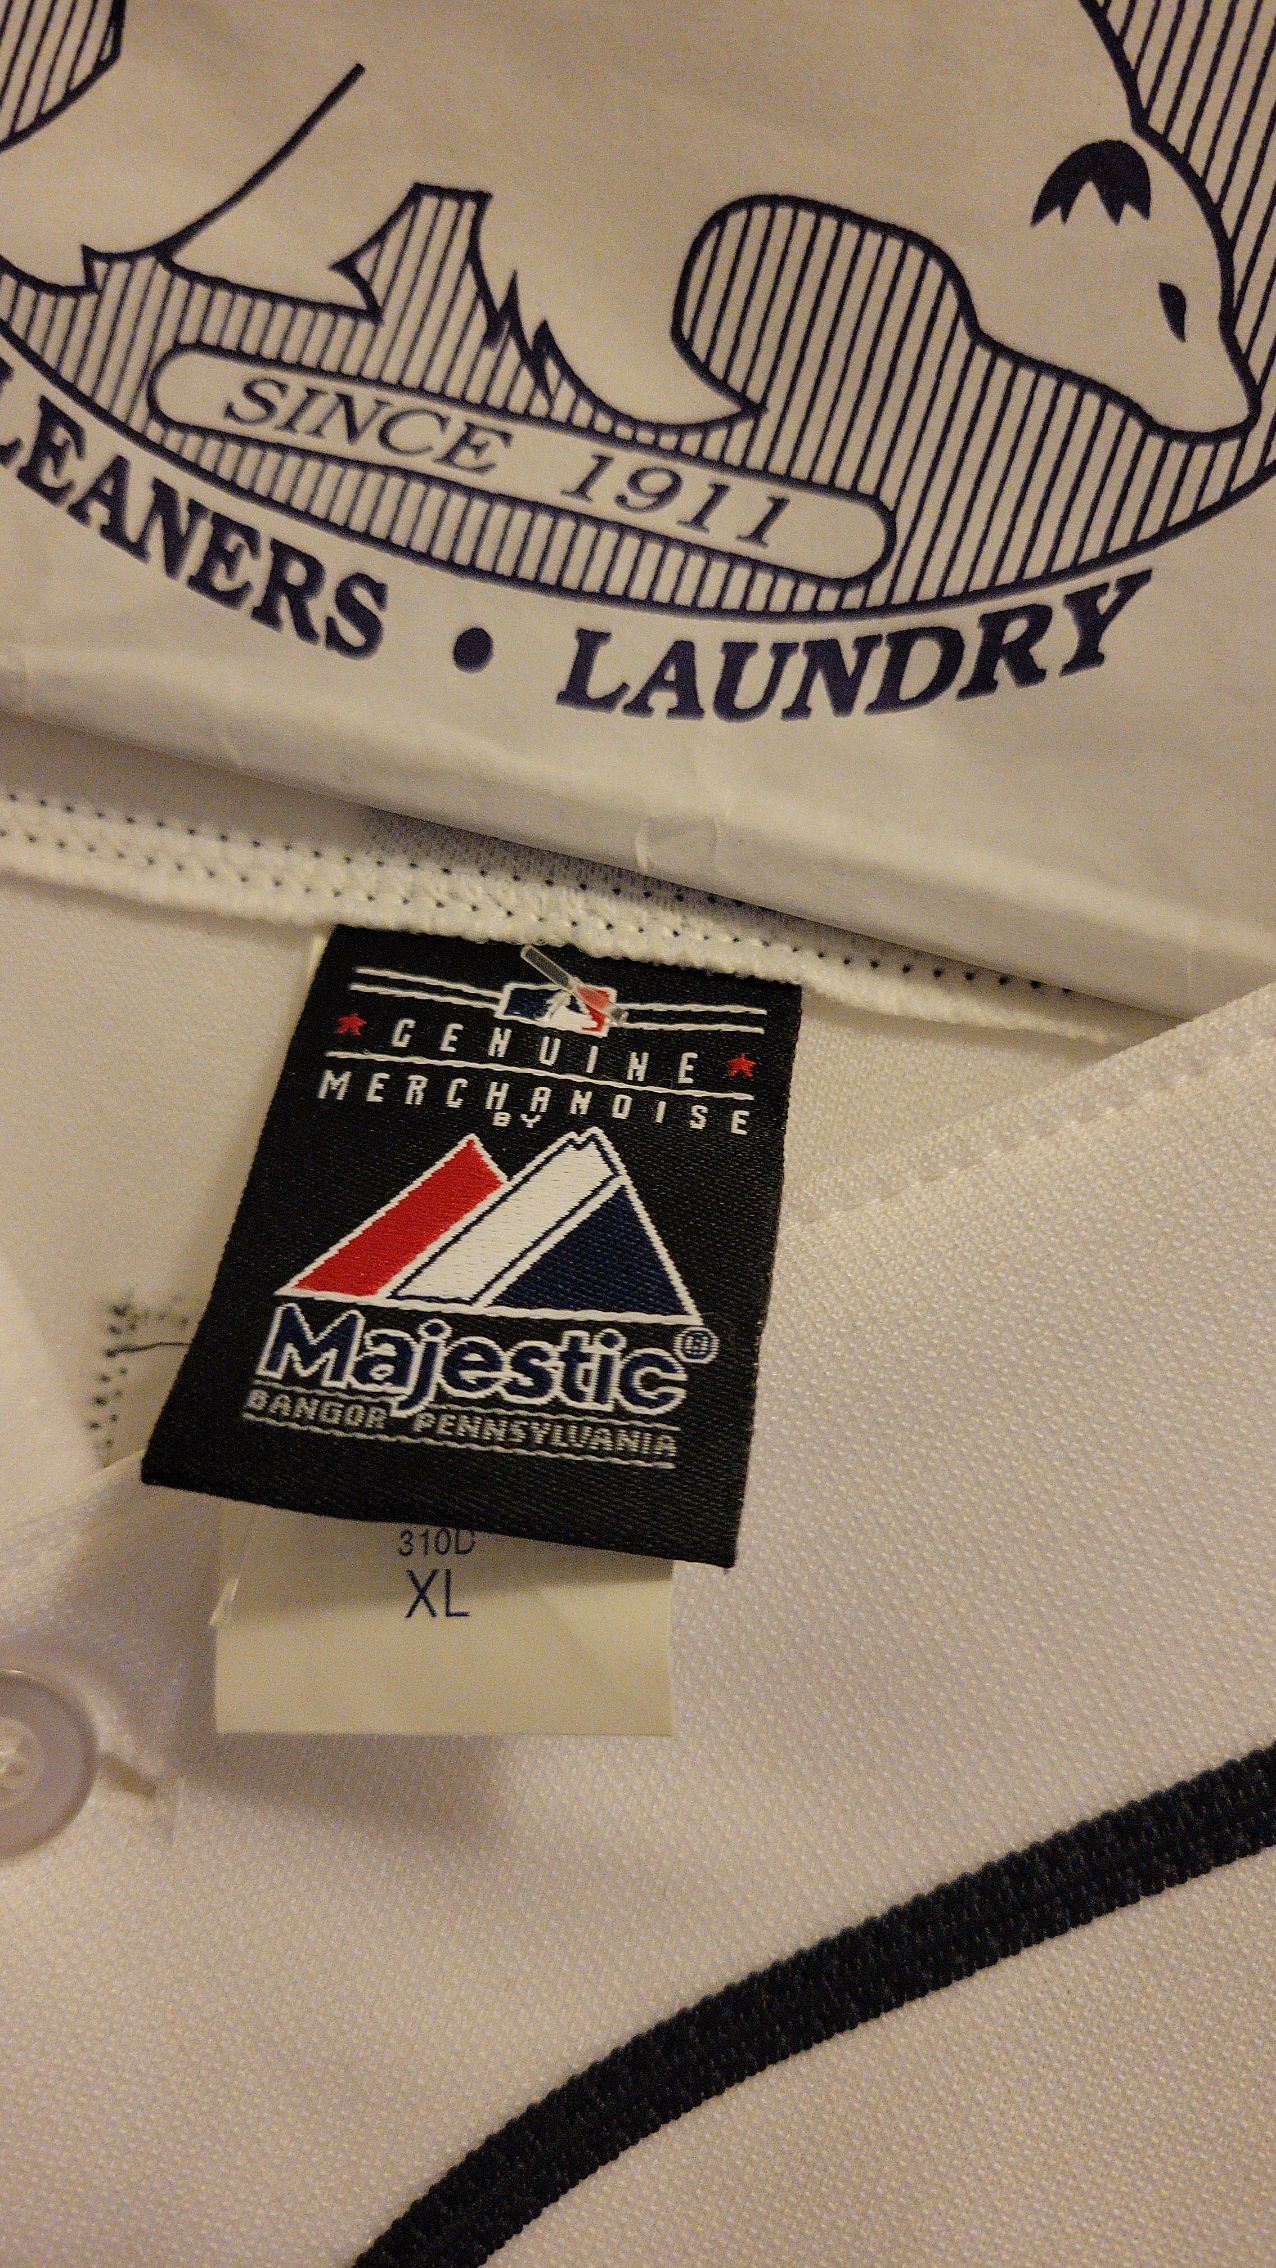 SINCE 1911
LEANERS • LAUNDRY
GENUINE
MERCHANDISE
BY
Majestic®
BANGOR PENNSYLVANIA
310D
XL